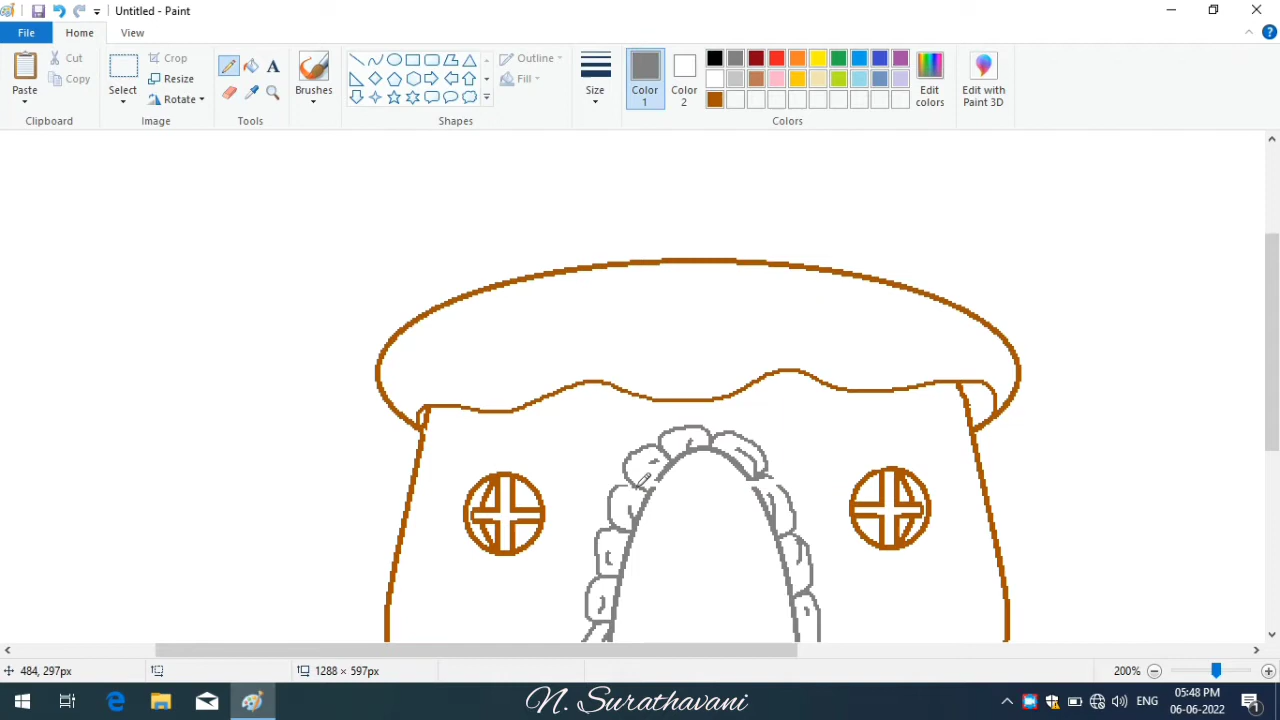 Untitled - Paint
File
Home
View
Paste
Cut
Copy
Clipboard
Select
Crop
Resize
Rotate
Image
A
Tools
Brushes
Outline
Fill
Shapes
Size
Color 1
Color 2
Edit colors
Colors
Edit with Paint 3D
484, 297px
1288 × 597px
200%
N. Surathavani
ENG
05:48 PM
06-06-2022
1